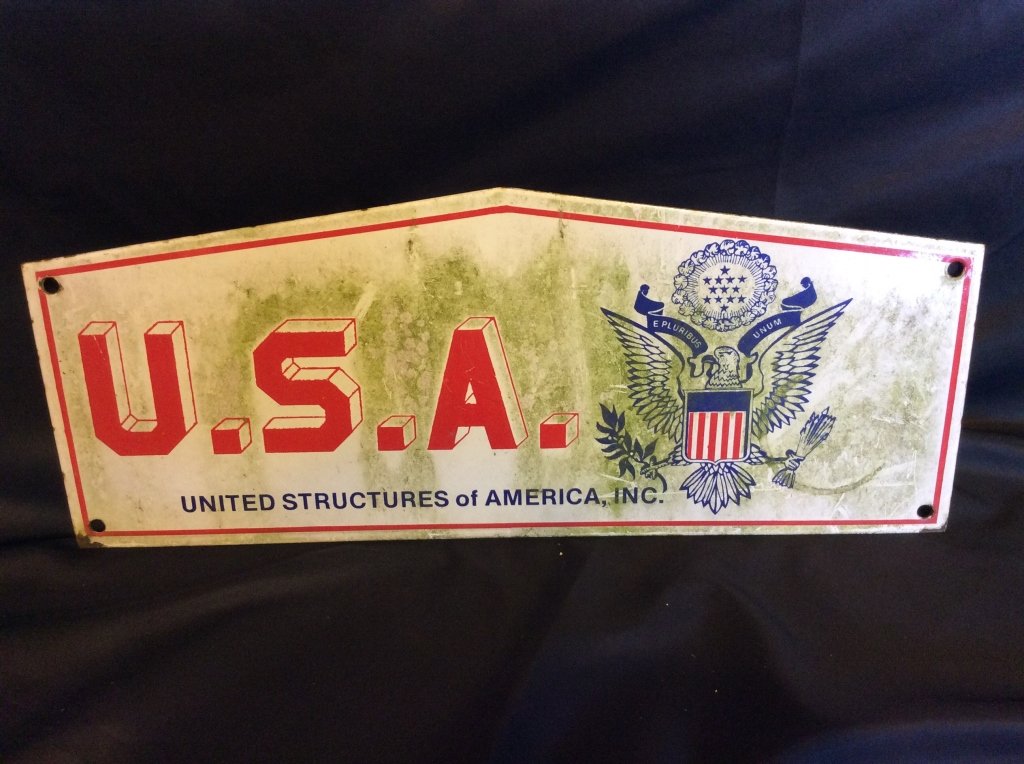 U.S.A.
E PLURIBUS UNUM
UNITED STRUCTURES of AMERICA, INC.